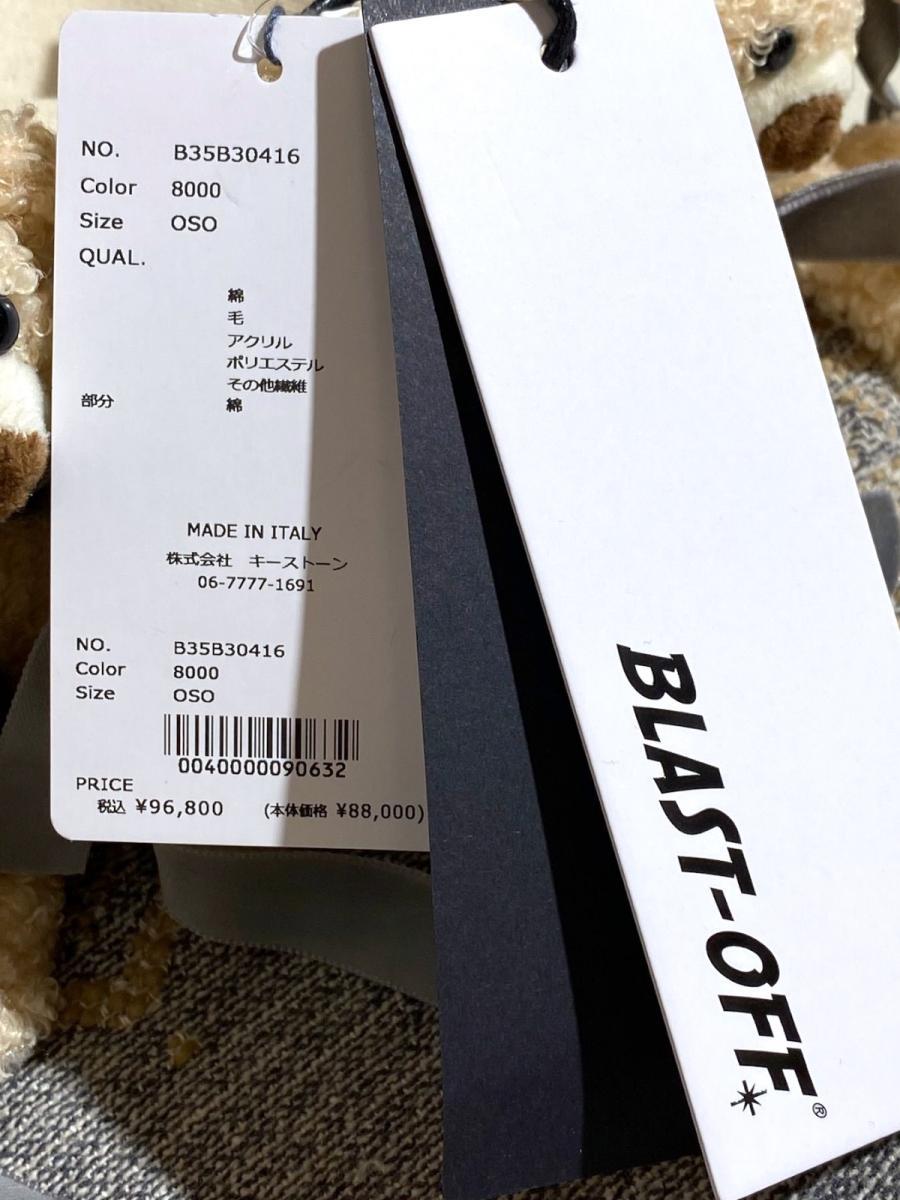 NO. B35B30416
Color 8000
Size OSO
QUAL.
綿
毛
アクリル
ポリエステル
その他繊維
部分 綿
MADE IN ITALY
株式会社 キーストーン
06-7777-1691
NO. B35B30416
Color 8000
Size OSO
0040000090632
PRICE
税込 ¥96,800 (本体価格 ¥88,000)
BLAST-OFF®